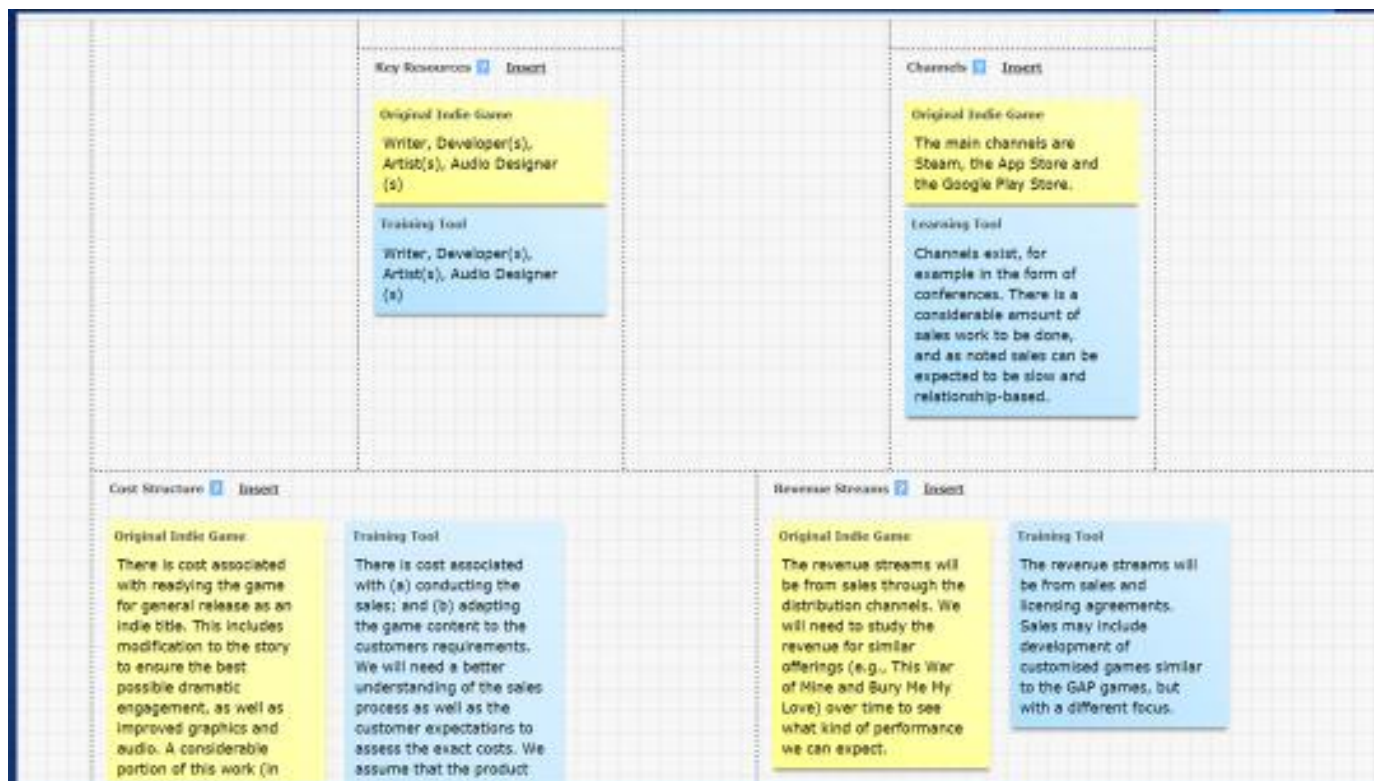 Key Resources ? Insert
Original Indie Game
Writer, Developer(s),
Artist(s), Audio Designer
(s)
Training Tool
Writer, Developer(s),
Artist(s), Audio Designer
(s)
Channels ? Insert
Original Indie Game
The main channels are
Steam, the App Store and
the Google Play Store.
Learning Tool
Channels exist, for
example in the form of
conferences. There is a
considerable amount of
sales work to be done,
and as noted sales can be
expected to be slow and
relationship-based.
Cost Structure ? Insert
Original Indie Game
There is cost associated
with readying the game
for general release as an
indie title. This includes
modification to the story
to ensure the best
possible dramatic
engagement, as well as
improved graphics and
audio. A considerable
portion of this work (in
Training Tool
There is cost associated
with (a) conducting the
sales; and (b) adapting
the game content to the
customers requirements.
We will need a better
understanding of the sales
process as well as the
customer expectations to
assess the exact costs. We
assume that the product
Revenue Streams ? Insert
Original Indie Game
The revenue streams will
be from sales through the
distribution channels. We
will need to study the
revenue for similar
offerings (e.g., This War
of Mine and Bury Me My
Love) over time to see
what kind of performance
we can expect.
Training Tool
The revenue streams will
be from sales and
licensing agreements.
Sales may include
development of
customised games similar
to the GAP games, but
with a different focus.